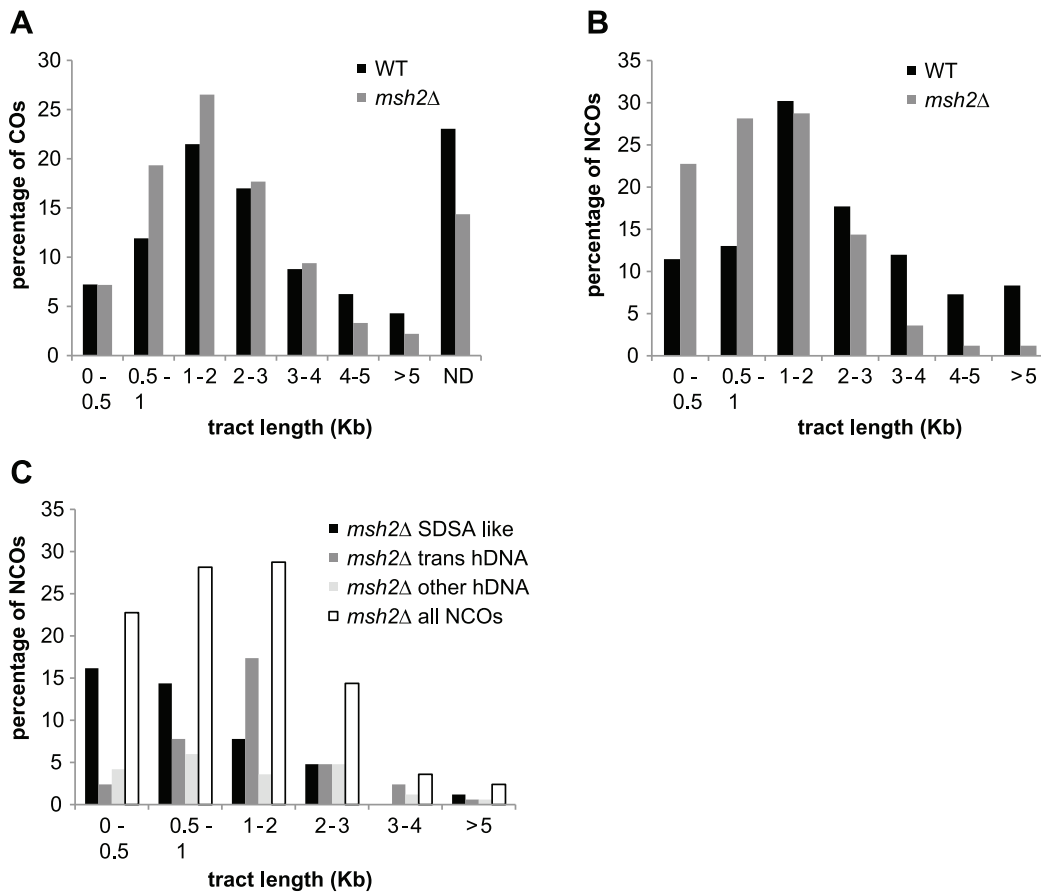 A
percentage of COs
30
25
20
15
10
5
0
WT
msh2Δ
0 - 0.5
0.5 - 1
1-2
2-3
3-4
4-5
>5
ND
tract length (Kb)
B
percentage of NCOs
35
30
25
20
15
10
5
0
WT
msh2Δ
0 - 0.5
0.5 - 1
1-2
2-3
3-4
4-5
>5
tract length (Kb)
C
percentage of NCOs
35
30
25
20
15
10
5
0
msh2Δ SDSA like
msh2Δ trans hDNA
msh2Δ other hDNA
msh2Δ all NCOs
0 - 0.5
0.5 - 1
1-2
2-3
3-4
>5
tract length (Kb)